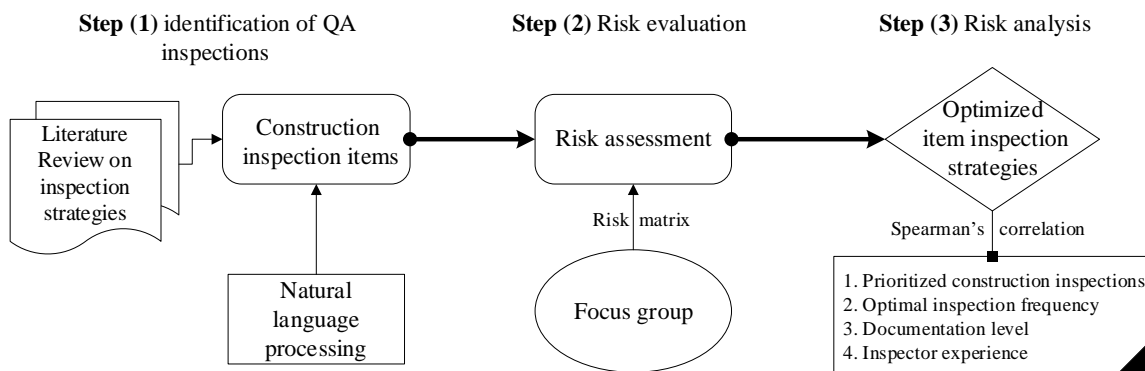 Step (1) identification of QA
inspections
Step (2) Risk evaluation
Step (3) Risk analysis
Literature
Review on
inspection
strategies
Construction
inspection items
Risk assessment
Optimized
item inspection
strategies
Risk matrix
Spearman's correlation
Natural
language
processing
Focus group
1. Prioritized construction inspections
2. Optimal inspection frequency
3. Documentation level
4. Inspector experience